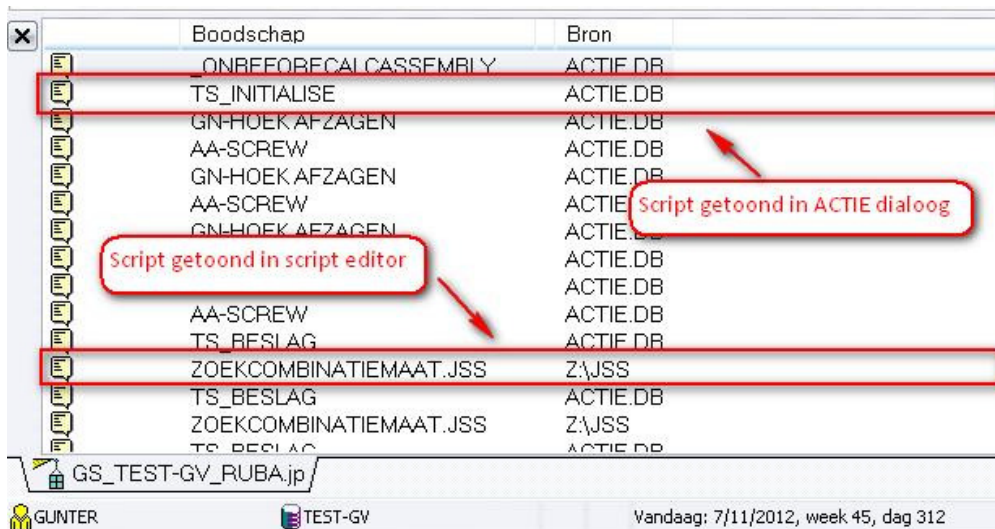 Boodschap Bron
_ONBEFORECALCASSEMBLY ACTIE.DB
TS_INITIALISE ACTIE.DB
GN-HOEK AFZAGEN ACTIE.DB
AA-SCREW ACTIE.DB
GN-HOEK AFZAGEN ACTIE.DB
AA-SCREW ACTIE
Script getoond in ACTIE dialoog
GN-HOEK AFZAGEN
Script getoond in script editor
ACTIE.DB
ACTIE.DB
AA-SCREW ACTIE.DB
TS_BESLAG ACTIE.DB
ZOEKCOMBINATIEMAAT.JSS Z:\JSS
TS_BESLAG ACTIE.DB
ZOEKCOMBINATIEMAAT.JSS Z:\JSS
TS_BESLAG ACTIE.DB
GS_TEST-GV_RUBA.jp
GUNTER TEST-GV Vandaag: 7/11/2012, week 45, dag 312